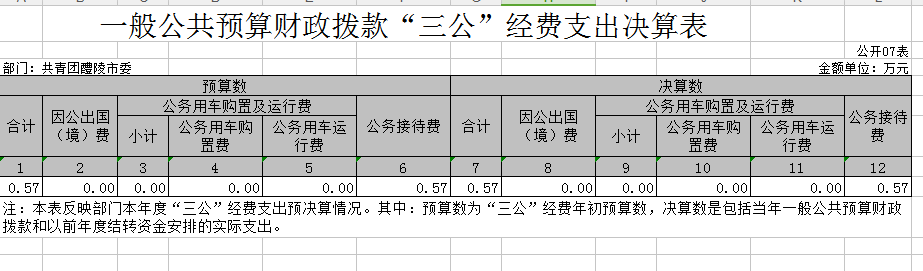 一般公共预算财政拨款“三公”经费支出决算表
公开07表
部门：共青团醴陵市委 金额单位：万元
预算数 决算数
合计 因公出国（境）费 公务用车购置及运行费 公务接待费 合计 因公出国（境）费 公务用车购置及运行费 公务接待费
小计 公务用车购置费 公务用车运行费 小计 公务用车购置费 公务用车运行费
1 2 3 4 5 6 7 8 9 10 11 12
0.57 0.00 0.00 0.00 0.00 0.57 0.57 0.00 0.00 0.00 0.00 0.57
注：本表反映部门本年度“三公”经费支出预决算情况。其中：预算数为“三公”经费年初预算数，决算数是包括当年一般公共预算财政
拨款和以前年度结转资金安排的实际支出。